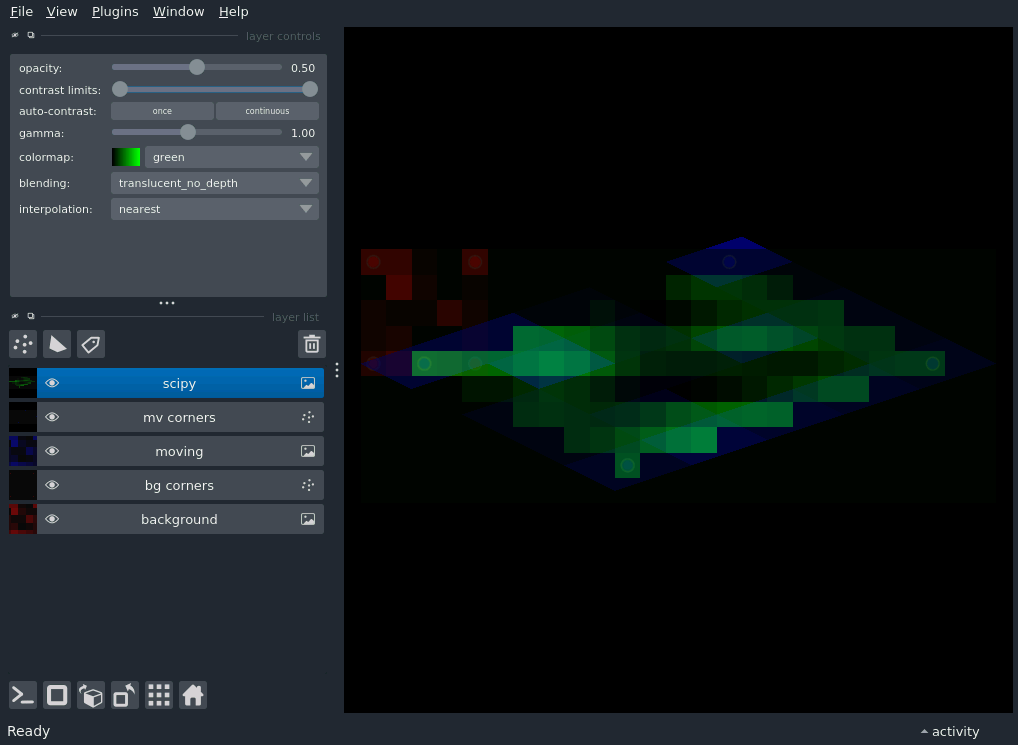 File View Plugins Window Help
layer controls
opacity: 0.50
contrast limits:
auto-contrast: once continuous
gamma: 1.00
colormap: green
blending: translucent_no_depth
interpolation: nearest
layer list
scipy
mv corners
moving
bg corners
background
Ready activity